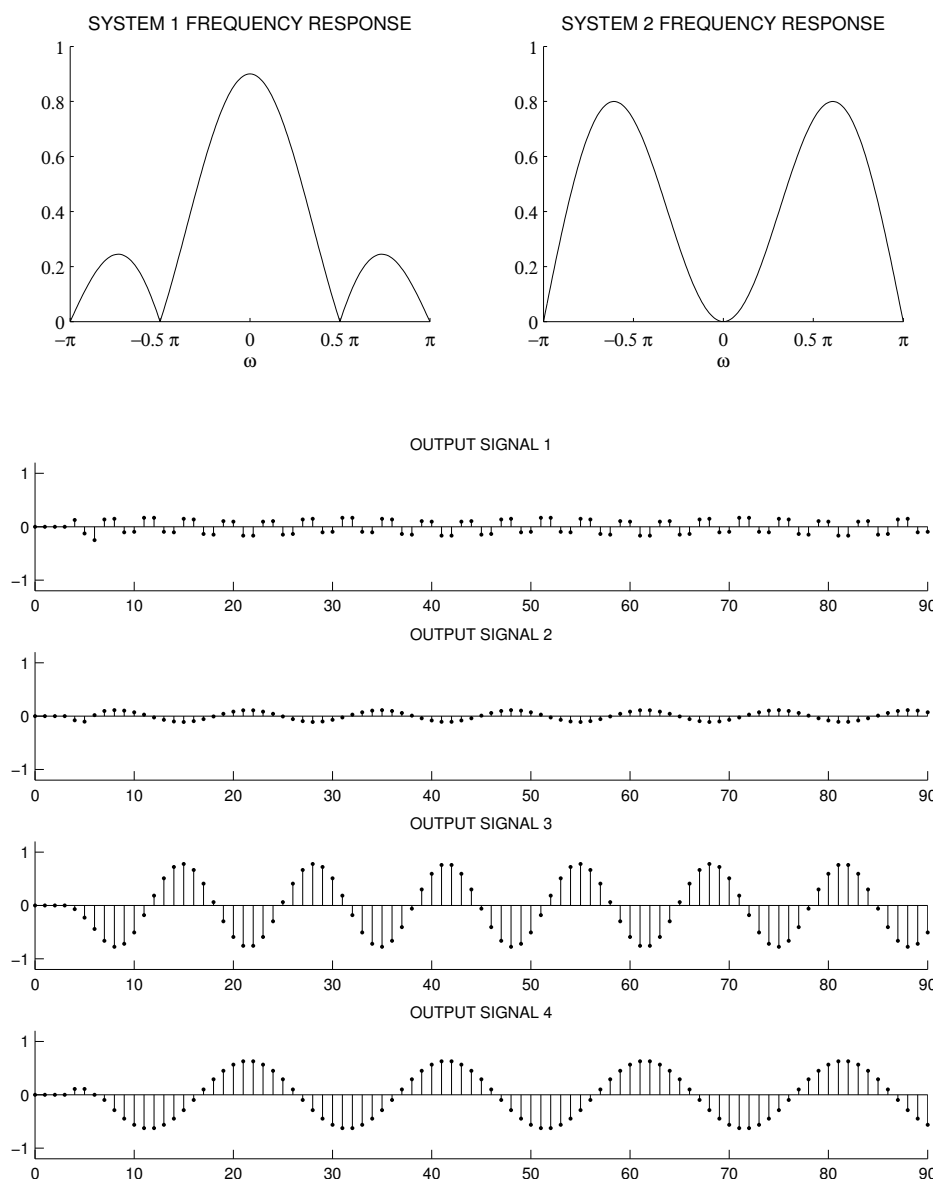 SYSTEM 1 FREQUENCY RESPONSE
1
0.8
0.6
0.4
0.2
0
−π −0.5 π 0 0.5 π π
ω
SYSTEM 2 FREQUENCY RESPONSE
1
0.8
0.6
0.4
0.2
0
−π −0.5 π 0 0.5 π π
ω
OUTPUT SIGNAL 1
1
0
−1
0 10 20 30 40 50 60 70 80 90
OUTPUT SIGNAL 2
1
0
−1
0 10 20 30 40 50 60 70 80 90
OUTPUT SIGNAL 3
1
0
−1
0 10 20 30 40 50 60 70 80 90
OUTPUT SIGNAL 4
1
0
−1
0 10 20 30 40 50 60 70 80 90